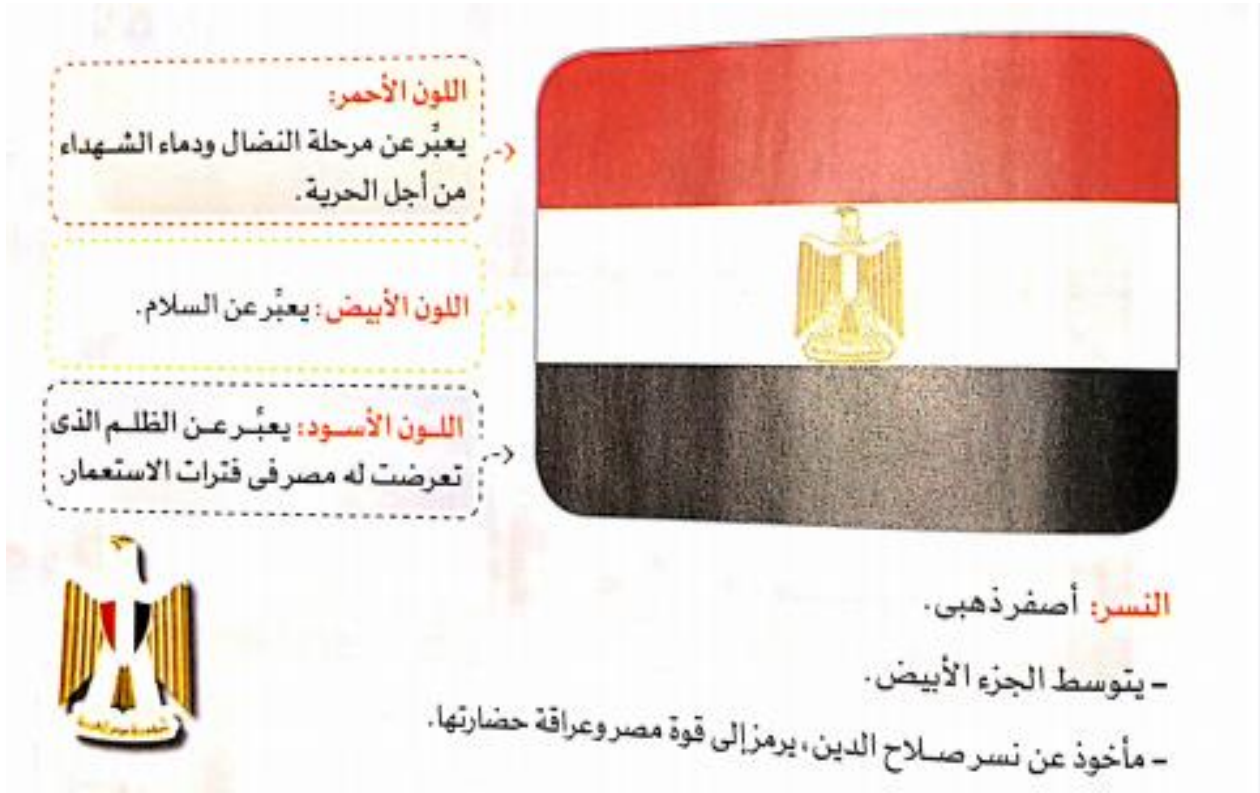 اللون الأحمر:
يعبَّر عن مرحلة النضال ودماء الشهداء
من أجل الحرية.
اللون الأبيض: يعبَّر عن السلام.
اللون الأسود: يعبَّر عن الظلم الذى
تعرضت له مصر فى فترات الاستعمار.
النسر: أصفر ذهبى.
- يتوسط الجزء الأبيض.
- مأخوذ عن نسر صلاح الدين، يرمز إلى قوة مصر وعراقة حضارتها.